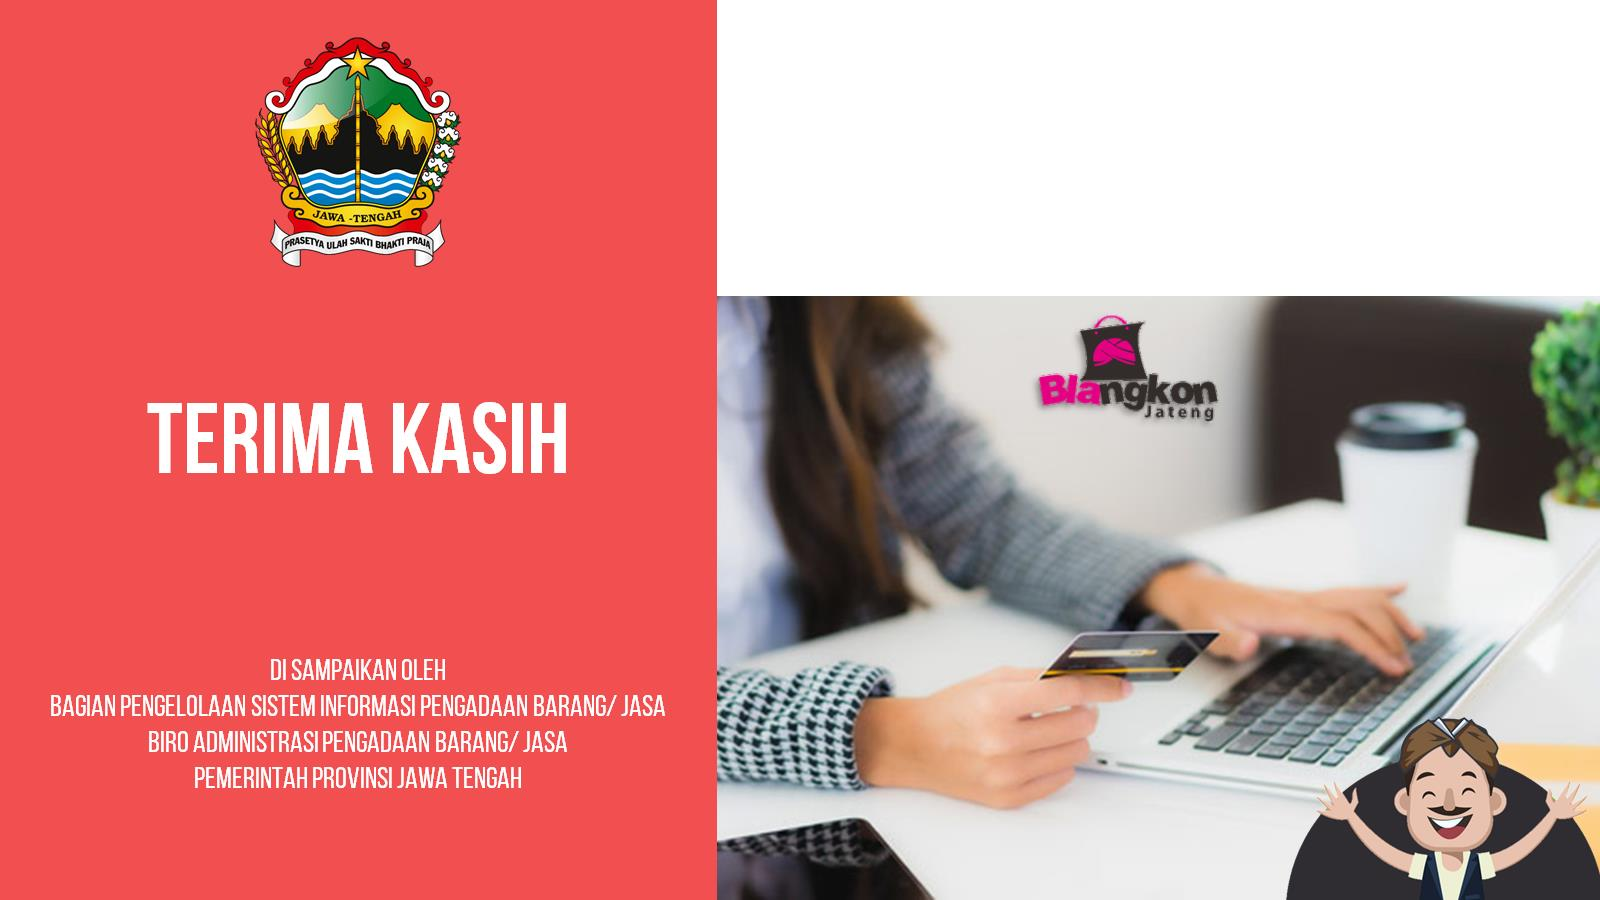 JAWA -TENGAH
PRASETYA ULAH SAKTI BHAKTI PRAJA
TERIMA KASIH
DI SAMPAIKAN OLEH
BAGIAN PENGELOLAAN SISTEM INFORMASI PENGADAAN BARANG/ JASA
BIRO ADMINISTRASI PENGADAAN BARANG/ JASA
PEMERINTAH PROVINSI JAWA TENGAH
Blangkon
Jateng